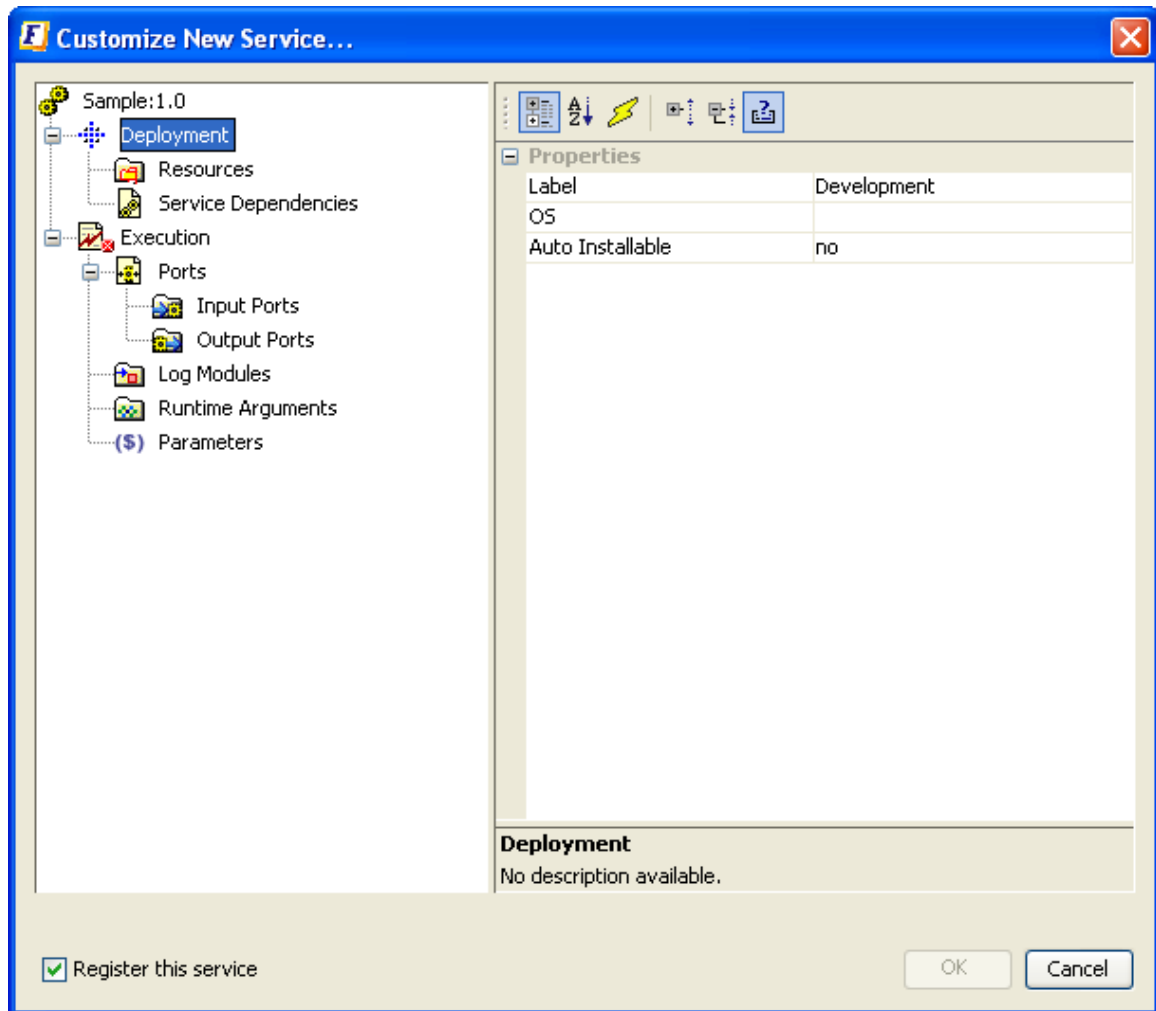 Customize New Service...
Sample:1.0
Deployment
Resources
Service Dependencies
Execution
Ports
Input Ports
Output Ports
Log Modules
Runtime Arguments
($) Parameters
Properties
Label Development
OS
Auto Installable no
Deployment
No description available.
Register this service
OK Cancel